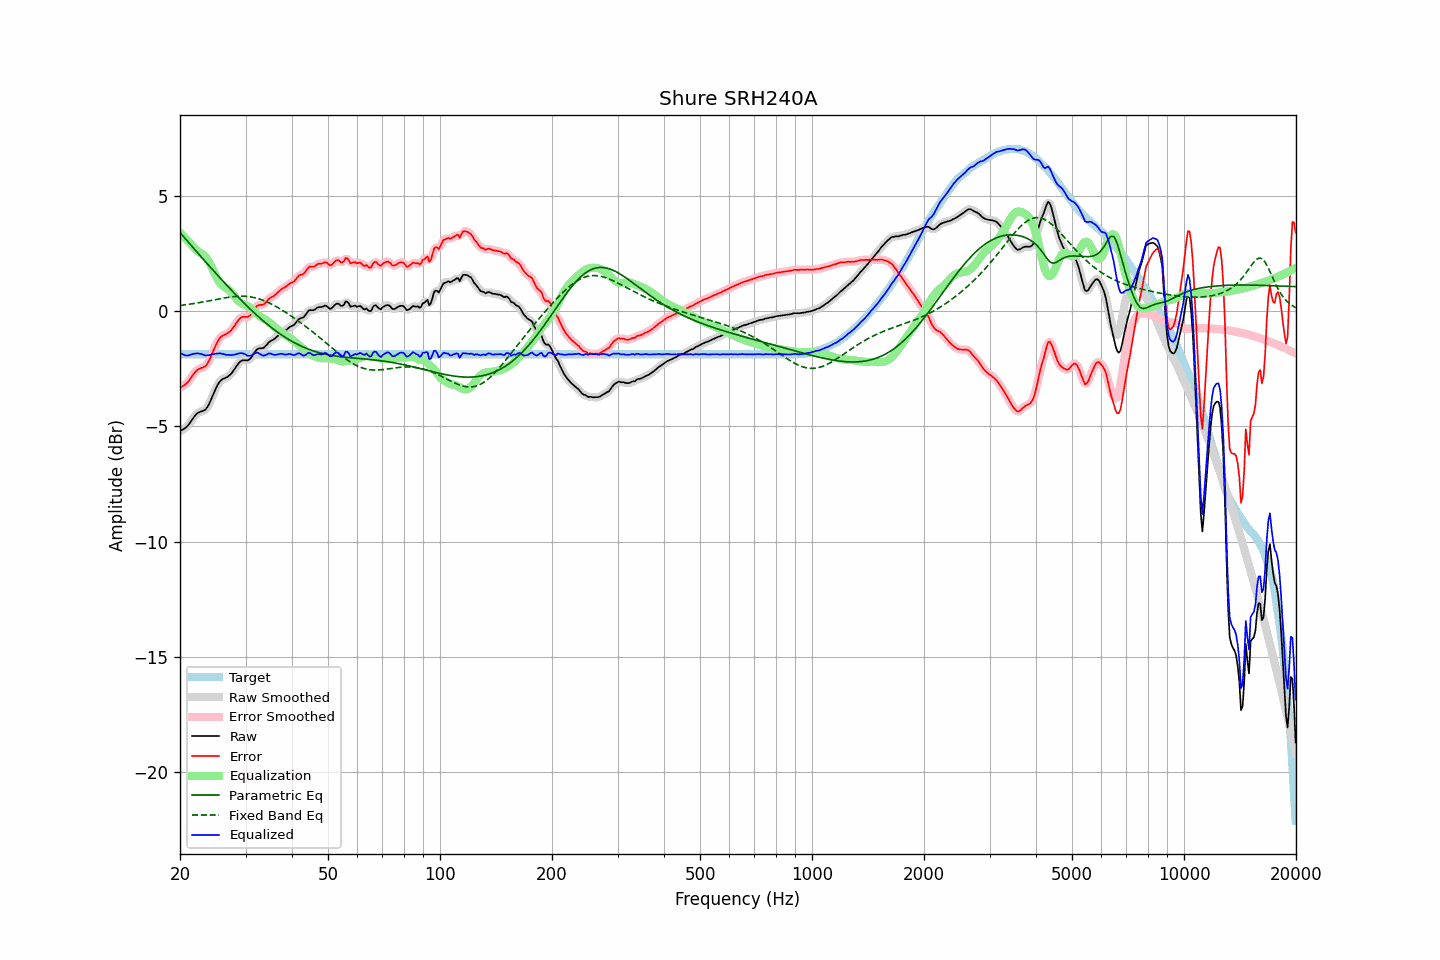 Shure SRH240A
Amplitude (dBr)
5
0
−5
−10
−15
−20
Target
Raw Smoothed
Error Smoothed
Raw
Error
Equalization
Parametric Eq
Fixed Band Eq
Equalized
20 50 100 200 500 1000 2000 5000 10000 20000
Frequency (Hz)